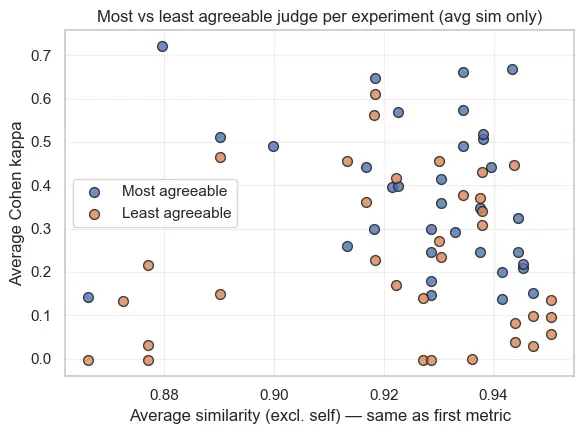 Most vs least agreeable judge per experiment (avg sim only)
Average Cohen kappa
0.7
0.6
0.5
0.4
0.3
0.2
0.1
0.0
Most agreeable
Least agreeable
0.88 0.90 0.92 0.94
Average similarity (excl. self) — same as first metric